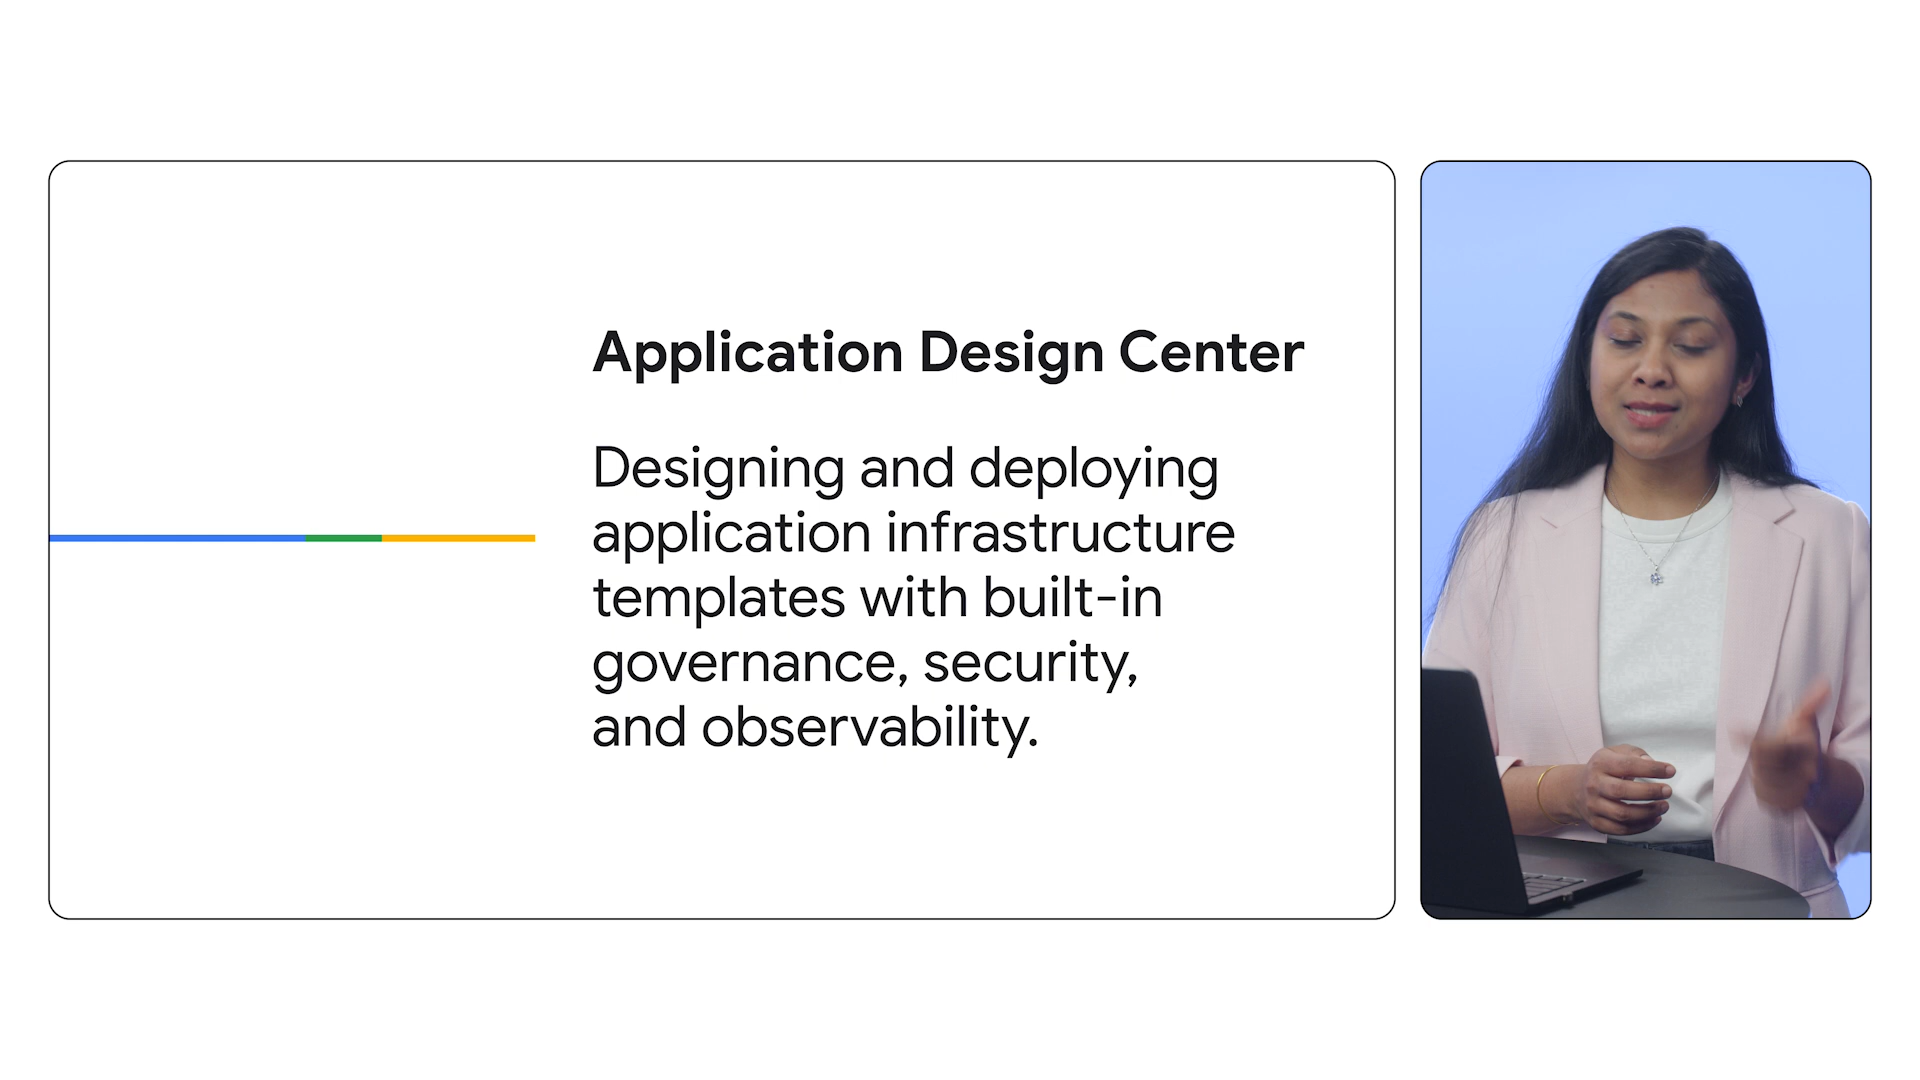 Application Design Center
Designing and deploying
application infrastructure
templates with built-in
governance, security,
and observability.